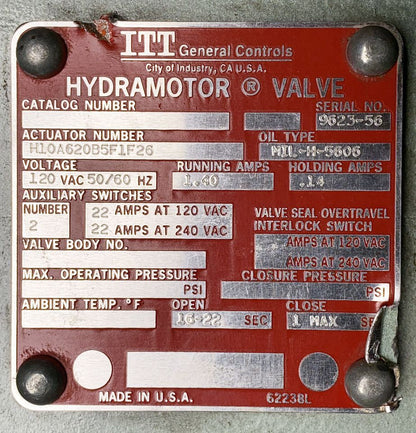 ITT General Controls
City of Industry, CA U.S.A.
HYDRAMOTOR ® VALVE
CATALOG NUMBER SERIAL NO.
9623-56
ACTUATOR NUMBER OIL TYPE
H10A620B5F1F26 MIL-H-5606
VOLTAGE RUNNING AMPS HOLDING AMPS
120 VAC 50/60 HZ 1.40 .14
AUXILIARY SWITCHES
NUMBER 22 AMPS AT 120 VAC VALVE SEAL OVERTRAVEL
INTERLOCK SWITCH
2 22 AMPS AT 240 VAC AMPS AT 120 VAC
VALVE BODY NO. AMPS AT 240 VAC
MAX. OPERATING PRESSURE CLOSURE PRESSURE
PSI PSI
AMBIENT TEMP. °F OPEN CLOSE
16-22 SEC 1 MAX SEC
MADE IN U.S.A. 62238L